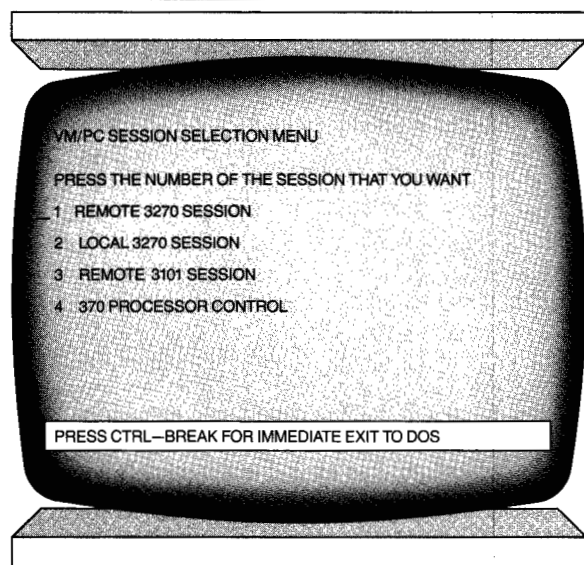 VM/PC SESSION SELECTION MENU
PRESS THE NUMBER OF THE SESSION THAT YOU WANT
1 REMOTE 3270 SESSION
2 LOCAL 3270 SESSION
3 REMOTE 3101 SESSION
4 370 PROCESSOR CONTROL
PRESS CTRL—BREAK FOR IMMEDIATE EXIT TO DOS